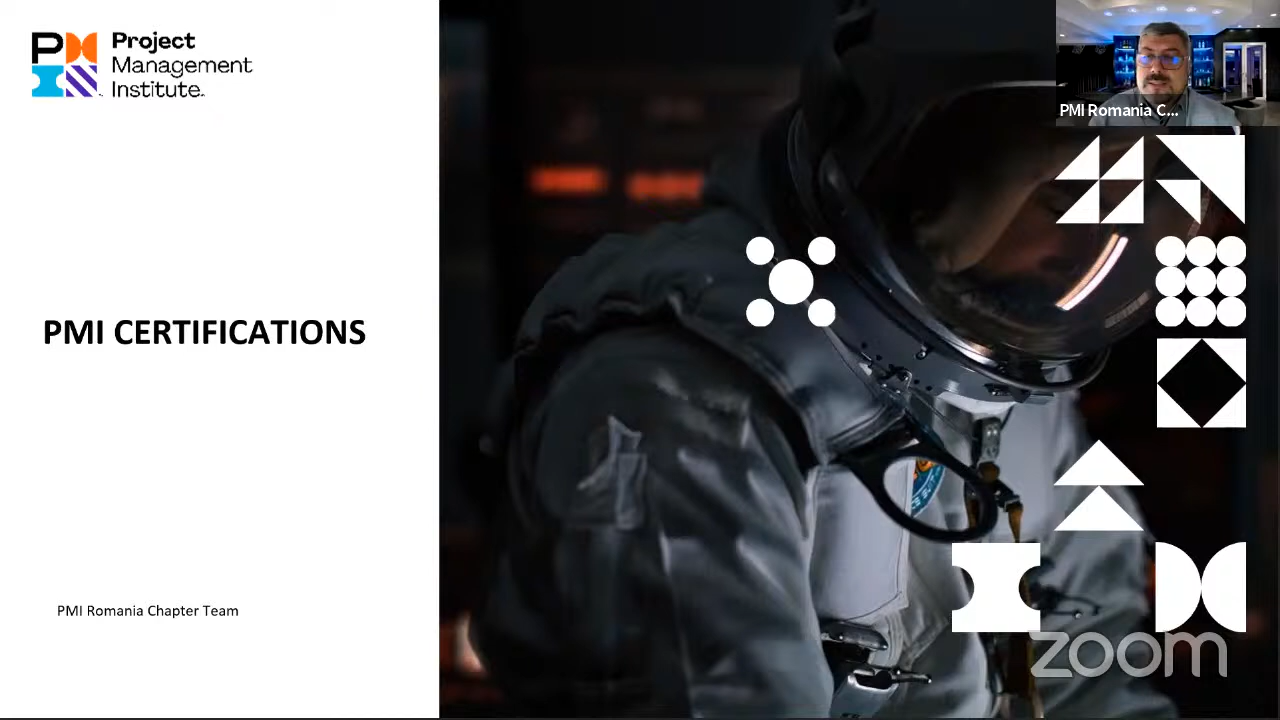 Project
Management
Institute.
PMI Romania C...
PMI CERTIFICATIONS
PMI Romania Chapter Team
zoom